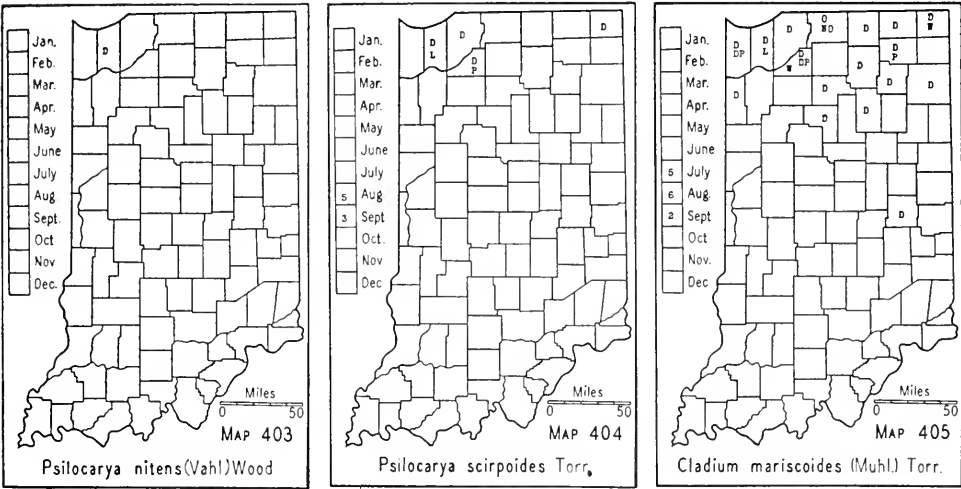 Jan.
Feb.
Mar.
Apr.
May
June
July
Aug.
Sept.
Oct
Nov
Dec.
D
Miles
0 50
MAP 403
Psilocarya nitens (Vahl) Wood
Jan.
Feb.
Mar.
Apr.
May
June
July
5 Aug
3 Sept
Oct
Nov.
Dec
D
D
D
L
D
P
Miles
0 50
MAP 404
Psilocarya scirpoides Torr.
Jan.
Feb.
Mar.
Apr.
May
June
5 July
6 Aug.
2 Sept
Oct
Nov.
Dec
D
DP
D
L
D
O
ND
D
D
D
W
W
D
DP
D
D
P
D
D
D
D
D
D
D
Miles
0 50
MAP 405
Cladium mariscoides (Muhl.) Torr.